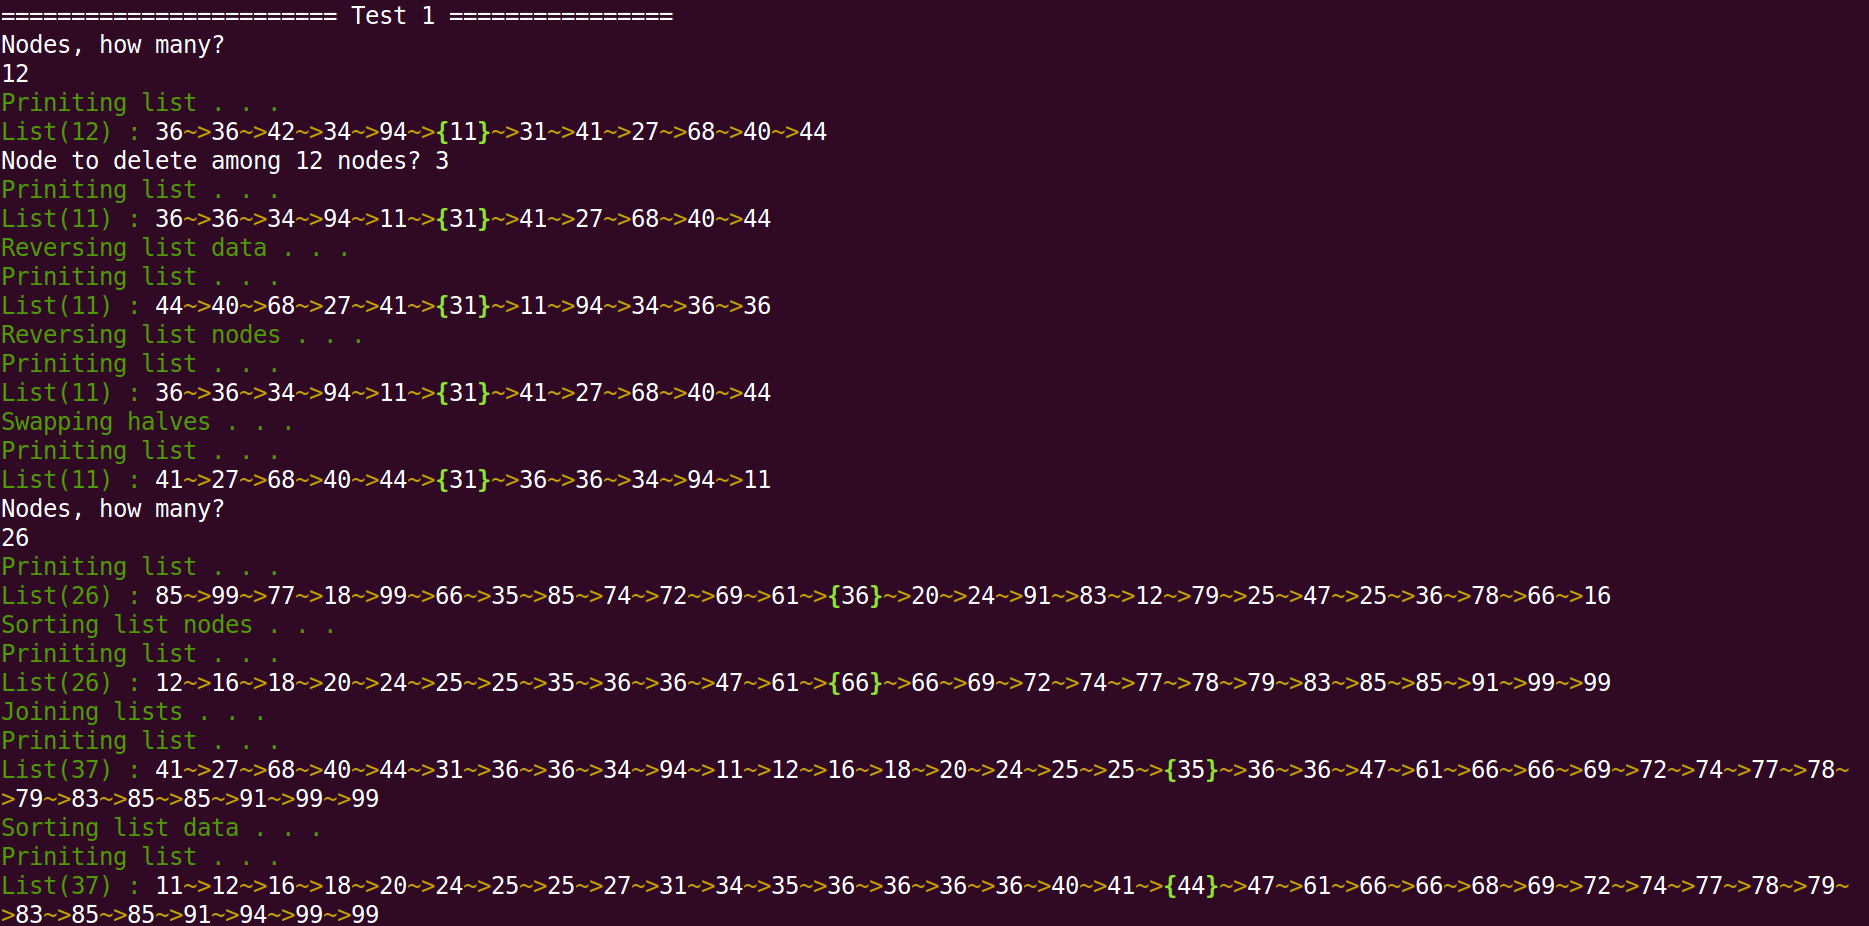 ======================== Test 1 ================
Nodes, how many?
12
Priniting list . . .
List(12) : 36~>36~>42~>34~>94~>{11}~>31~>41~>27~>68~>40~>44
Node to delete among 12 nodes? 3
Priniting list . . .
List(11) : 36~>36~>34~>94~>11~>{31}~>41~>27~>68~>40~>44
Reversing list data . . .
Priniting list . . .
List(11) : 44~>40~>68~>27~>41~>{31}~>11~>94~>34~>36~>36
Reversing list nodes . . .
Priniting list . . .
List(11) : 36~>36~>34~>94~>11~>{31}~>41~>27~>68~>40~>44
Swapping halves . . .
Priniting list . . .
List(11) : 41~>27~>68~>40~>44~>{31}~>36~>36~>34~>94~>11
Nodes, how many?
26
Priniting list . . .
List(26) : 85~>99~>77~>18~>99~>66~>35~>85~>74~>72~>69~>61~>{36}~>20~>24~>91~>83~>12~>79~>25~>47~>25~>36~>78~>66~>16
Sorting list nodes . . .
Priniting list . . .
List(26) : 12~>16~>18~>20~>24~>25~>25~>35~>36~>36~>47~>61~>{66}~>66~>69~>72~>74~>77~>78~>79~>83~>85~>85~>91~>99~>99
Joining lists . . .
Priniting list . . .
List(37) : 41~>27~>68~>40~>44~>31~>36~>36~>34~>94~>11~>12~>16~>18~>20~>24~>25~>25~>{35}~>36~>36~>47~>61~>66~>66~>69~>72~>74~>77~>78~
>79~>83~>85~>85~>91~>99~>99
Sorting list data . . .
Priniting list . . .
List(37) : 11~>12~>16~>18~>20~>24~>25~>25~>27~>31~>34~>35~>36~>36~>36~>36~>40~>41~>{44}~>47~>61~>66~>66~>68~>69~>72~>74~>77~>78~>79~
>83~>85~>85~>91~>94~>99~>99